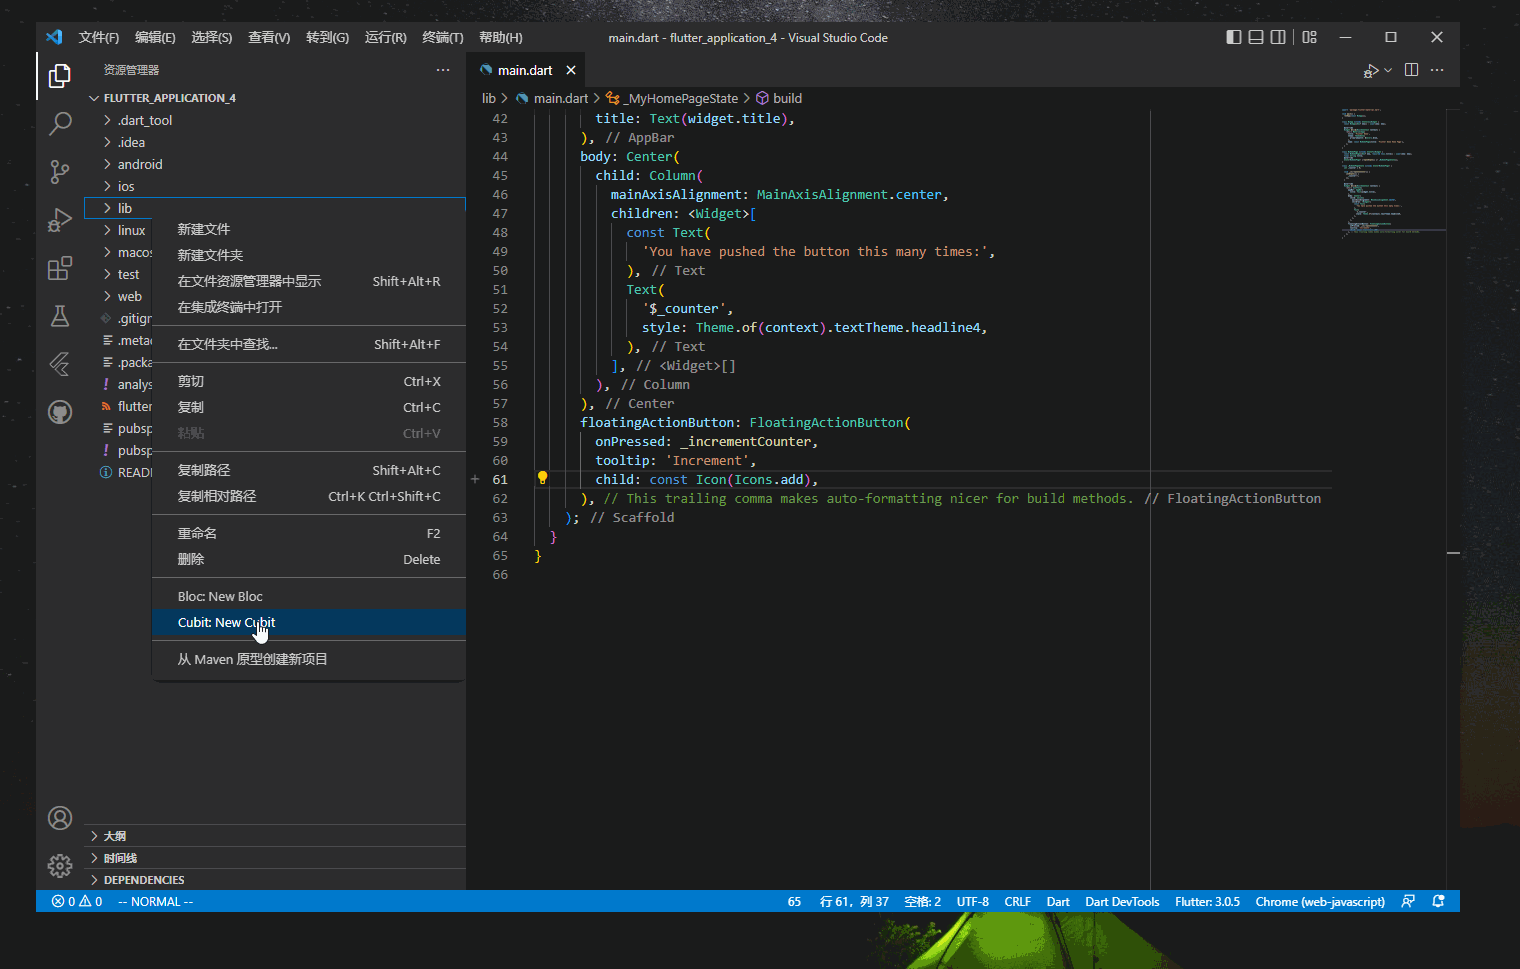 文件(F) 编辑(E) 选择(S) 查看(V) 转到(G) 运行(R) 终端(T) 帮助(H)
main.dart - flutter_application_4 - Visual Studio Code
资源管理器
FLUTTER_APPLICATION_4
.dart_tool
.idea
android
ios
lib
linux
macos
test
web
.gitign
.meta
.packa
analys
flutter
pubsp
pubsp
READ
新建文件
新建文件夹
在文件资源管理器中显示 Shift+Alt+R
在集成终端中打开
在文件夹中查找... Shift+Alt+F
剪切 Ctrl+X
复制 Ctrl+C
粘贴 Ctrl+V
复制路径 Shift+Alt+C
复制相对路径 Ctrl+K Ctrl+Shift+C
重命名 F2
删除 Delete
Bloc: New Bloc
Cubit: New Cubit
从 Maven 原型创建新项目
大纲
时间线
DEPENDENCIES
main.dart
lib > main.dart > _MyHomePageState > build
42 title: Text(widget.title),
43 ), // AppBar
44 body: Center(
45 child: Column(
46 mainAxisAlignment: MainAxisAlignment.center,
47 children: <Widget>[
48 const Text(
49 'You have pushed the button this many times:',
50 ), // Text
51 Text(
52 '$_counter',
53 style: Theme.of(context).textTheme.headline4,
54 ), // Text
55 ], // <Widget>[]
56 ), // Column
57 ), // Center
58 floatingActionButton: FloatingActionButton(
59 onPressed: _incrementCounter,
60 tooltip: 'Increment',
61 child: const Icon(Icons.add),
62 ), // This trailing comma makes auto-formatting nicer for build methods. // FloatingActionButton
63 ); // Scaffold
64 }
65 }
66
0 0 -- NORMAL -- 65 行 61，列 37 空格: 2 UTF-8 CRLF Dart Dart DevTools Flutter: 3.0.5 Chrome (web-javascript)